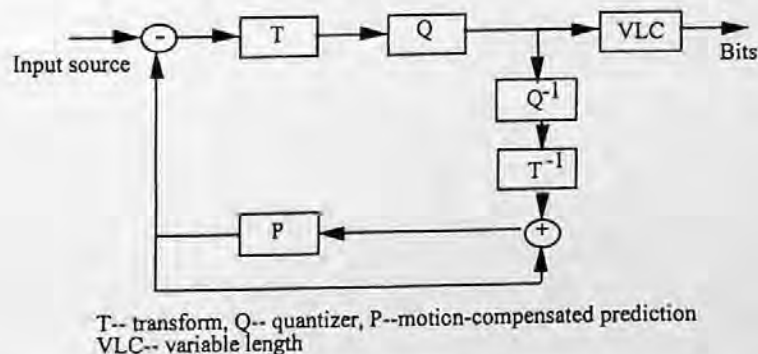 -
T
Q
VLC
Input source
Bits
Q-1
T-1
P
+
T-- transform, Q-- quantizer, P--motion-compensated prediction
VLC-- variable length